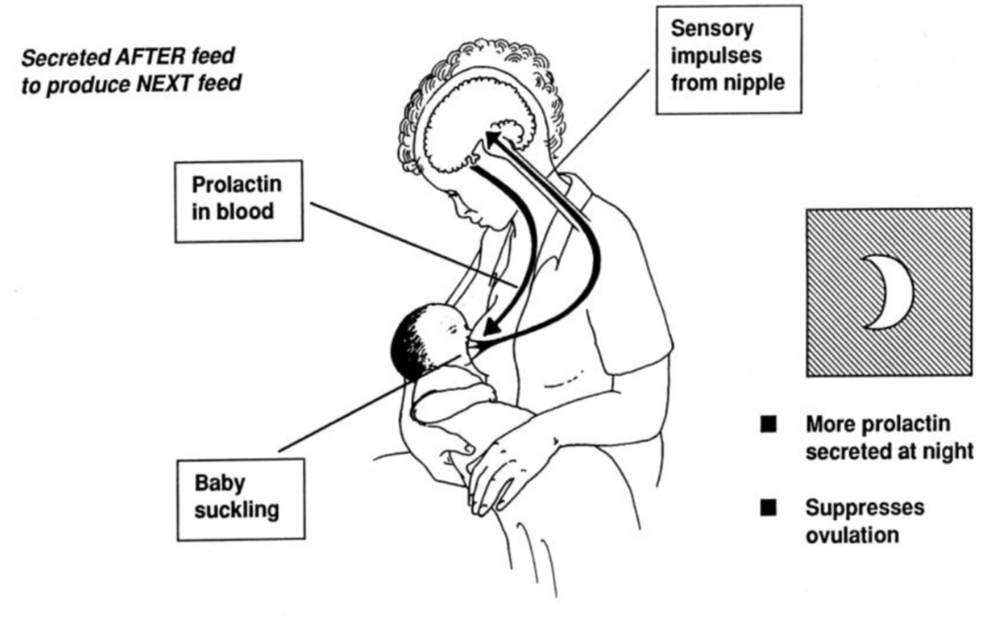 Secreted AFTER feed
to produce NEXT feed
Sensory
impulses
from nipple
Prolactin
in blood
Baby
suckling
More prolactin
secreted at night
Suppresses
ovulation